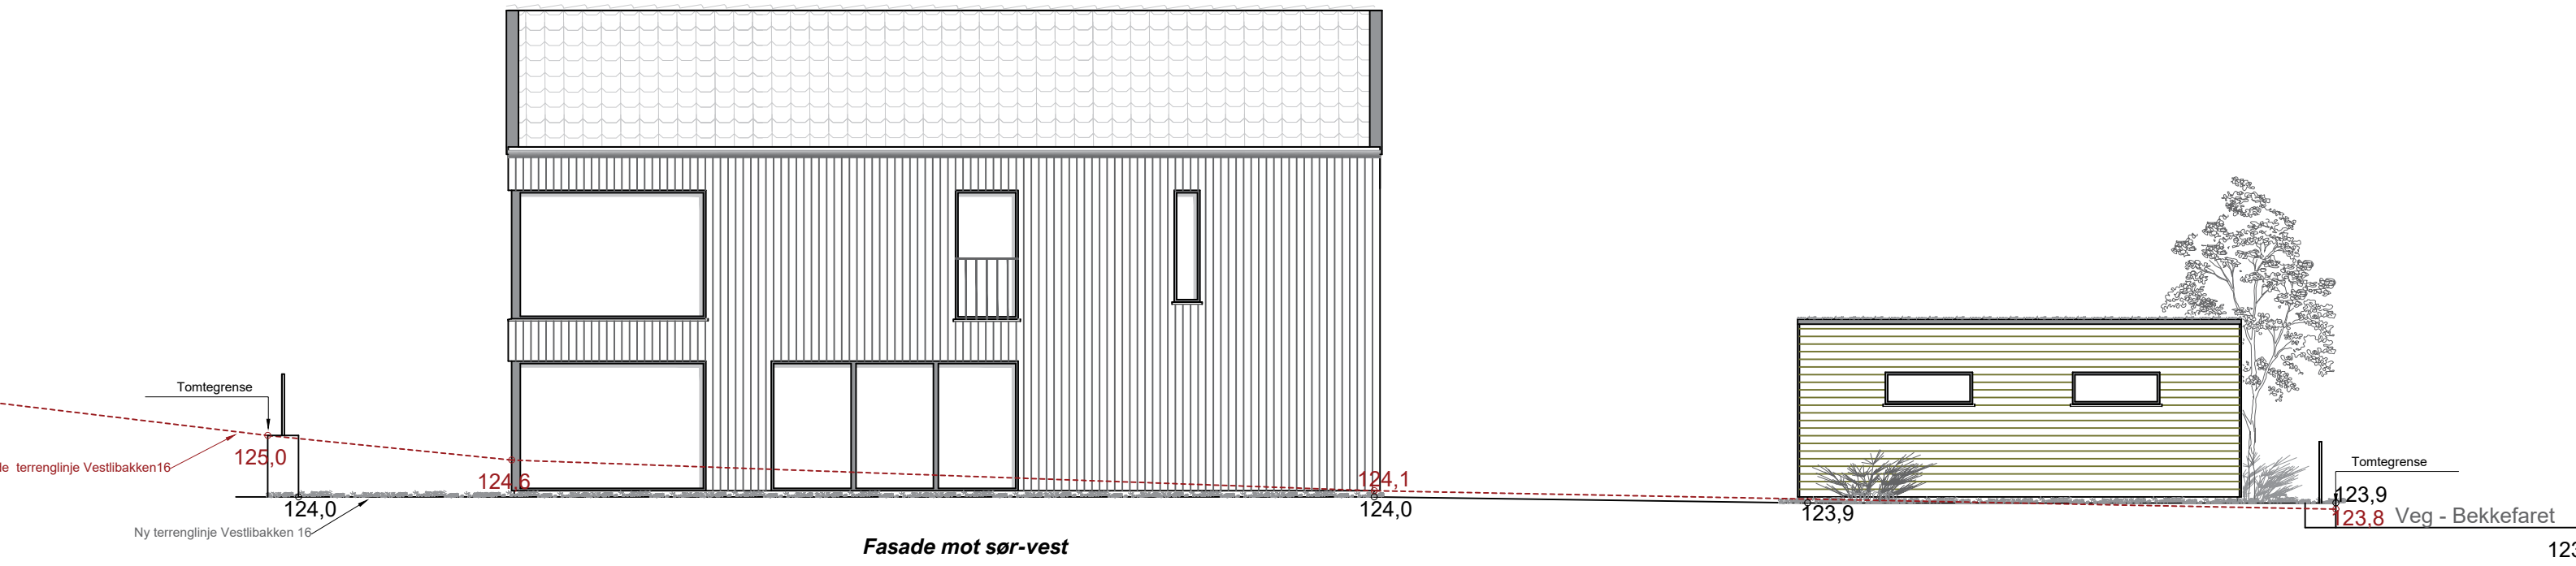 Tomtegrense
125,0
terrenglinje Vestlibakken16
124,6
124,0
Ny terrenglinje Vestlibakken 16
124,1
124,0
Fasade mot sør-vest
123,9
Tomtegrense
123,9
123,8 Veg - Bekkefaret